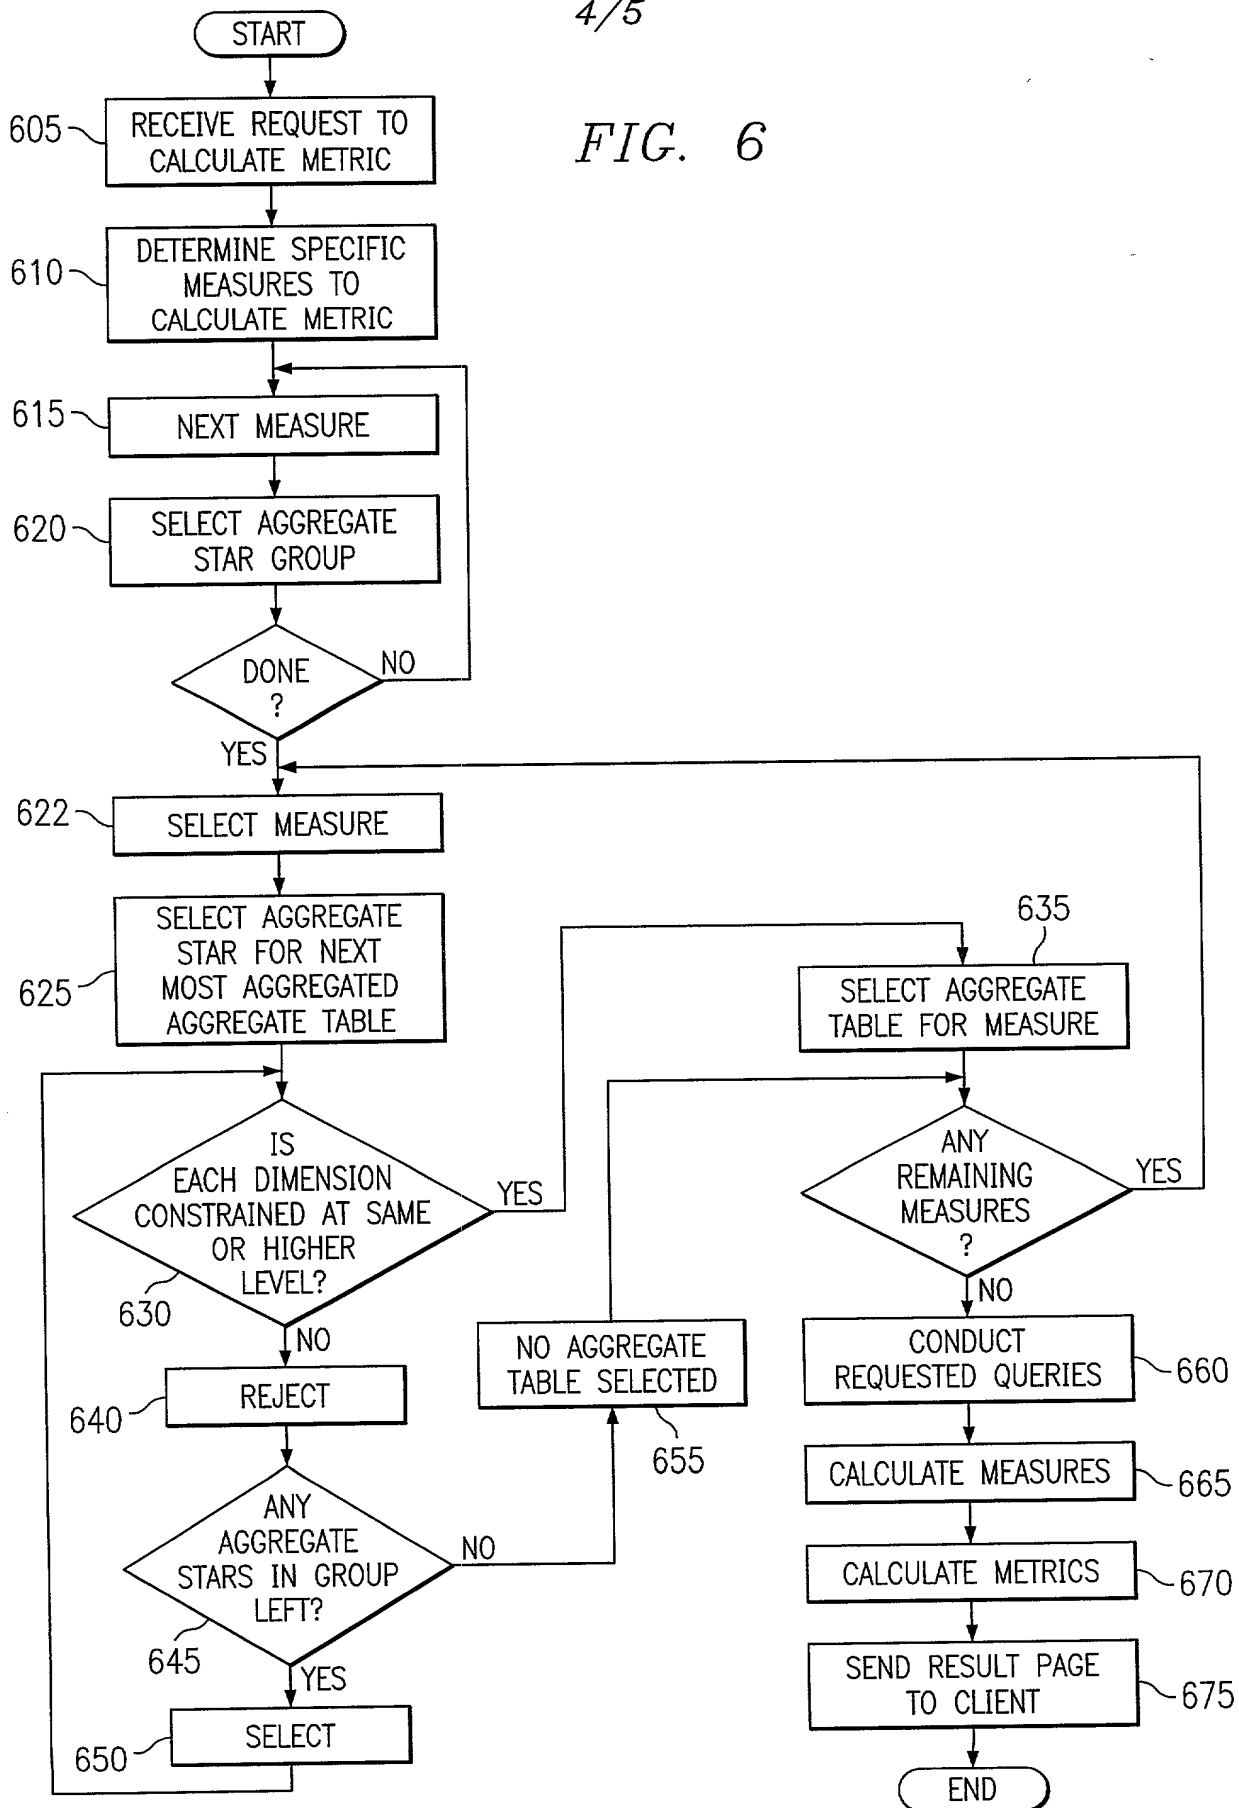 4/5
FIG. 6
START
605
RECEIVE REQUEST TO
CALCULATE METRIC
610
DETERMINE SPECIFIC
MEASURES TO
CALCULATE METRIC
615
NEXT MEASURE
620
SELECT AGGREGATE
STAR GROUP
DONE
?
NO
YES
622
SELECT MEASURE
625
SELECT AGGREGATE
STAR FOR NEXT
MOST AGGREGATED
AGGREGATE TABLE
IS
EACH DIMENSION
CONSTRAINED AT SAME
OR HIGHER
LEVEL?
630
YES
NO
640
REJECT
ANY
AGGREGATE
STARS IN GROUP
LEFT?
645
NO
YES
650
SELECT
NO AGGREGATE
TABLE SELECTED
655
635
SELECT AGGREGATE
TABLE FOR MEASURE
ANY
REMAINING
MEASURES
?
YES
NO
CONDUCT
REQUESTED QUERIES
660
CALCULATE MEASURES
665
CALCULATE METRICS
670
SEND RESULT PAGE
TO CLIENT
675
END